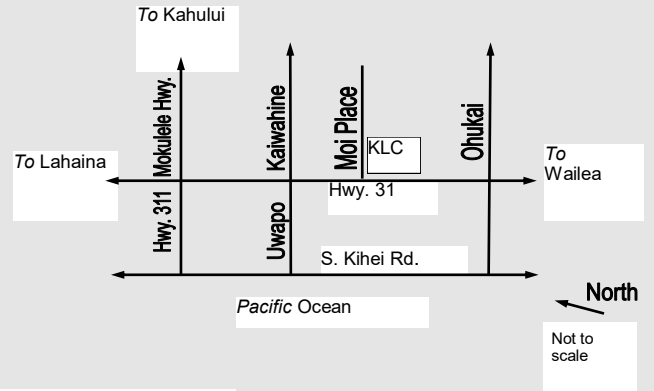 To Kahului
Mokulele Hwy.
Kaiwahine
Moi Place
Ohukai
KLC
To Lahaina
To
Wailea
Hwy. 31
Hwy. 311
Uwapo
S. Kihei Rd.
Pacific Ocean
North
Not to
scale